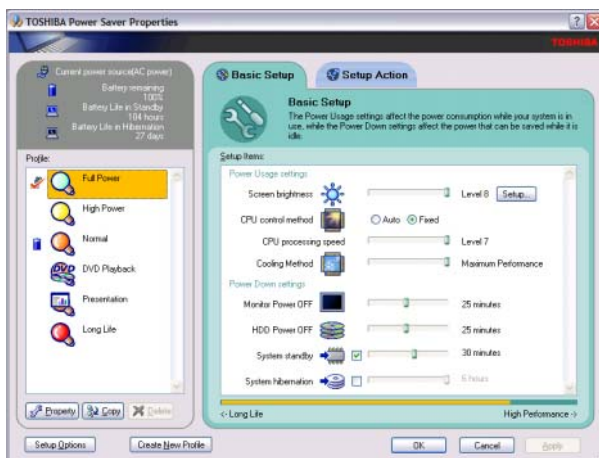 TOSHIBA Power Saver Properties
TOSHIBA
Current power source(AC power)
Battery remaining
100%
Battery Life in Standby
184 hours
Battery Life in Hibernation
27 days
Profile:
Full Power
High Power
Normal
DVD Playback
Presentation
Long Life
Property
Copy
Delete
Setup Options
Create New Profile
Basic Setup
Setup Action
Basic Setup
The Power Usage settings affect the power consumption while your system is in
use, while the Power Down settings affect the power that can be saved while it is
idle.
Setup Items:
Power Usage settings
Screen brightness
Level 8
Setup...
CPU control method
Auto
Fixed
CPU processing speed
Level 7
Cooling Method
Maximum Performance
Power Down settings
Monitor Power OFF
25 minutes
HDD Power OFF
25 minutes
System standby
30 minutes
System hibernation
6 hours
<- Long Life
High Performance ->
OK
Cancel
Apply